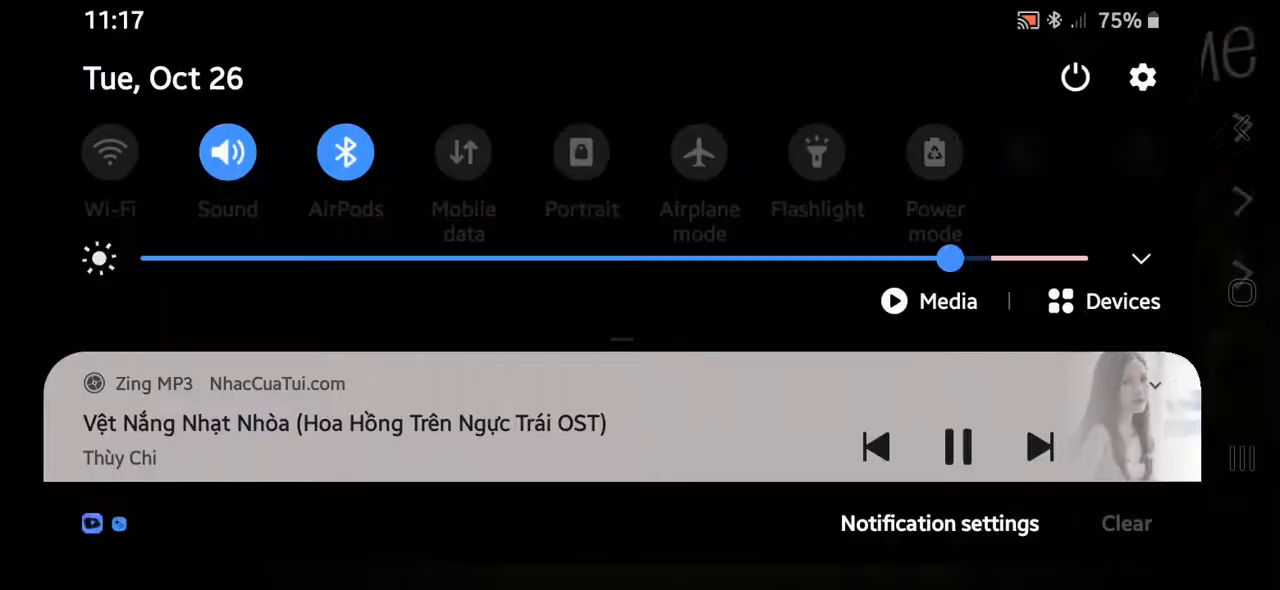 11:17
75%
Tue, Oct 26
Wi-Fi
Sound
AirPods
Mobile
data
Portrait
Airplane
mode
Flashlight
Power
mode
Media
Devices
Zing MP3 NhacCuaTui.com
Vệt Nắng Nhạt Nhòa (Hoa Hồng Trên Ngực Trái OST)
Thùy Chi
Notification settings
Clear